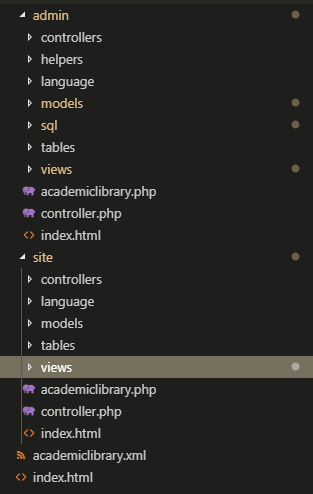 admin
controllers
helpers
language
models
sql
tables
views
academiclibrary.php
controller.php
index.html
site
controllers
language
models
tables
views
academiclibrary.php
controller.php
index.html
academiclibrary.xml
index.html